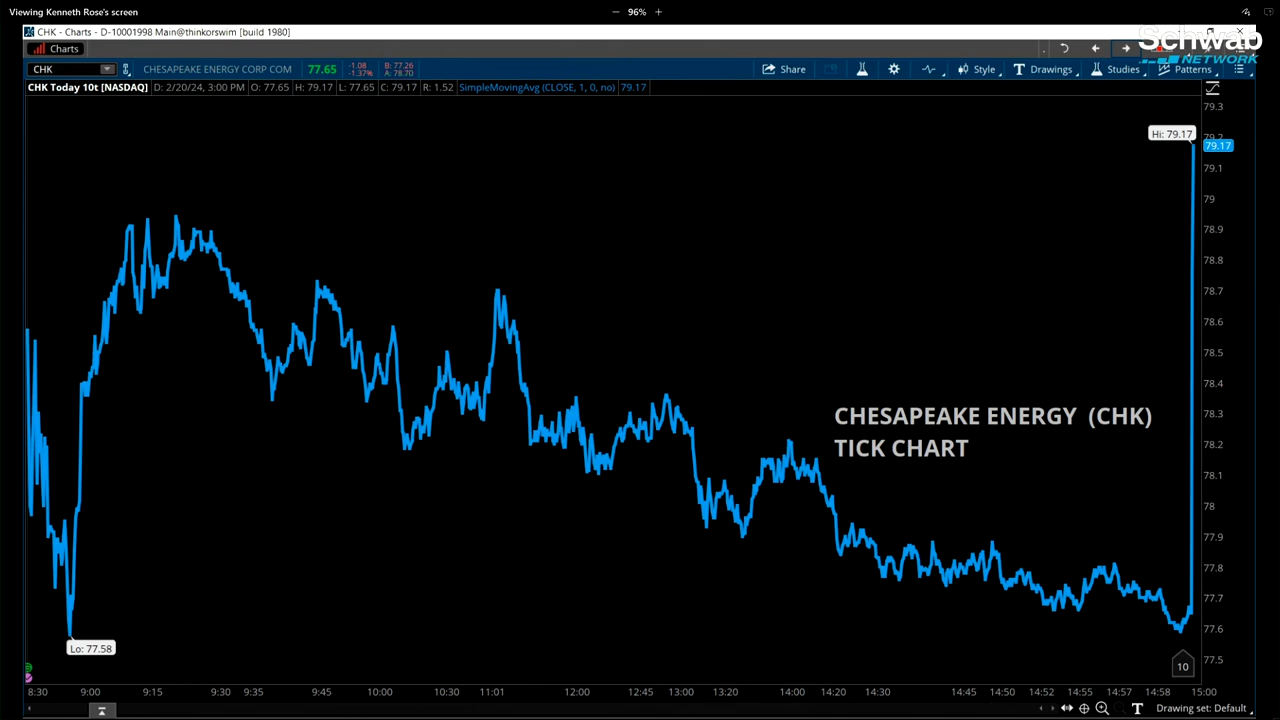 Viewing Kenneth Rose's screen
96%
CHK - Charts - D-10001998 Main@thinkorswim [build 1980]
Charts
Schwab
NETWORK
CHK
CHESAPEAKE ENERGY CORP COM
77.65
-1.08
-1.37%
B: 77.26
A: 78.70
Share
Style
Drawings
Studies
Patterns
CHK Today 10t [NASDAQ]
D: 2/20/24, 3:00 PM
O: 77.65
H: 79.17
L: 77.65
C: 79.17
R: 1.52
SimpleMovingAvg (CLOSE, 1, 0, no)
79.17
79.3
79.2
Hi: 79.17
79.17
79.1
79
78.9
78.8
78.7
78.6
78.5
78.4
78.3
CHESAPEAKE ENERGY (CHK)
TICK CHART
78.2
78.1
78
77.9
77.8
77.7
77.6
Lo: 77.58
77.5
10
8:30
9:00
9:15
9:30
9:35
9:45
10:00
10:30
11:01
12:00
12:45
13:00
13:20
14:00
14:20
14:30
14:45
14:50
14:52
14:55
14:57
14:58
15:00
Drawing set: Default